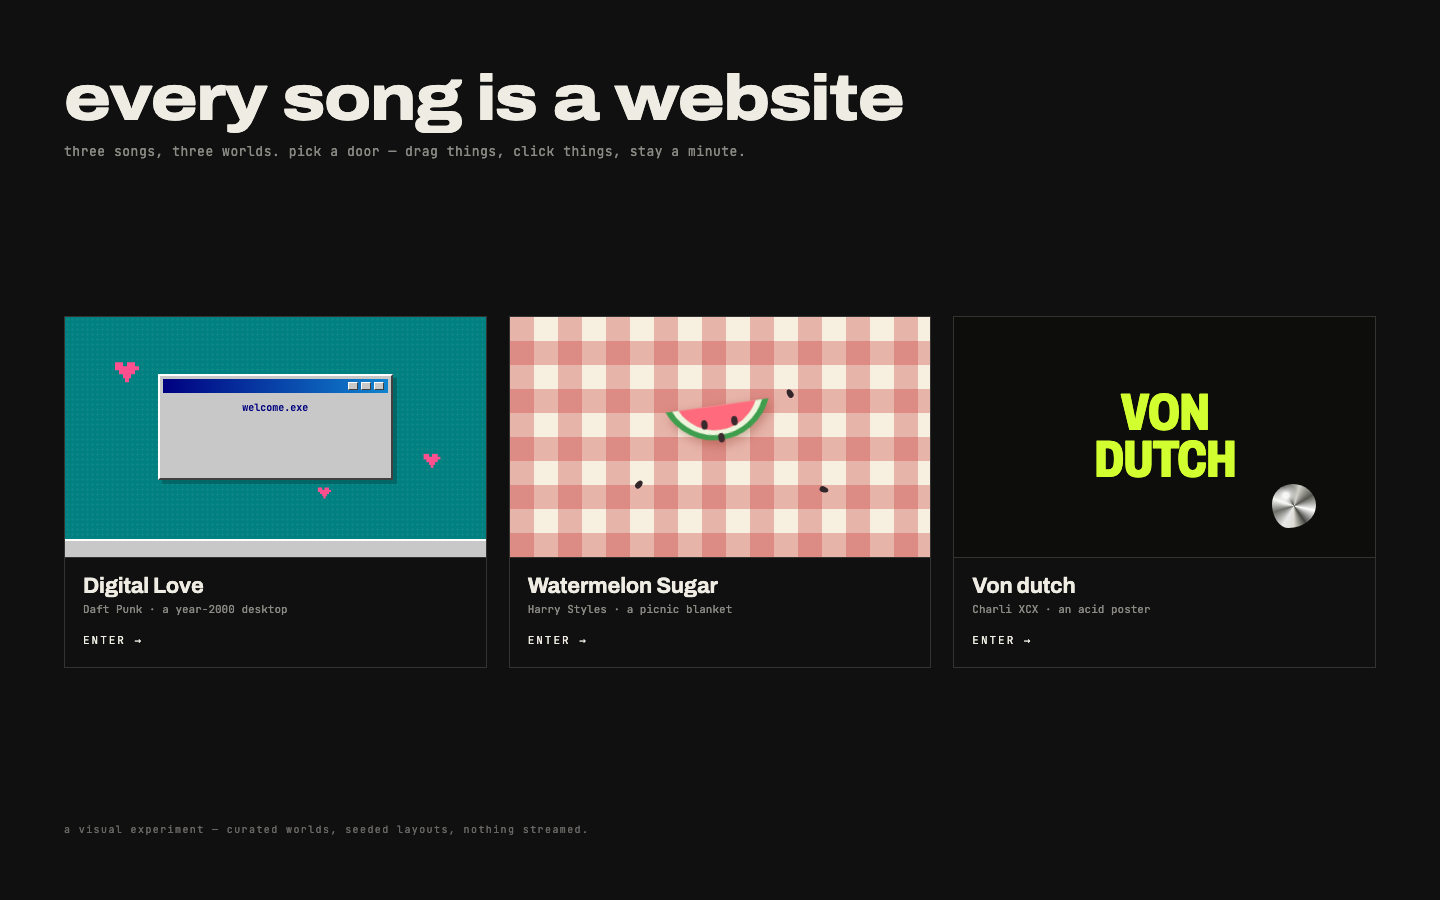 every song is a website
three songs, three worlds. pick a door — drag things, click things, stay a minute.
welcome.exe
VON
DUTCH
Digital Love
Daft Punk · a year-2000 desktop
ENTER →
Watermelon Sugar
Harry Styles · a picnic blanket
ENTER →
Von dutch
Charli XCX · an acid poster
ENTER →
a visual experiment — curated worlds, seeded layouts, nothing streamed.